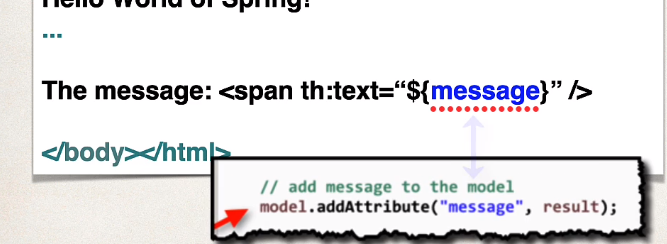 Hello World of Spring!
...
The message: <span th:text=“${message}” />
</body></html>
// add message to the model
model.addAttribute("message", result);